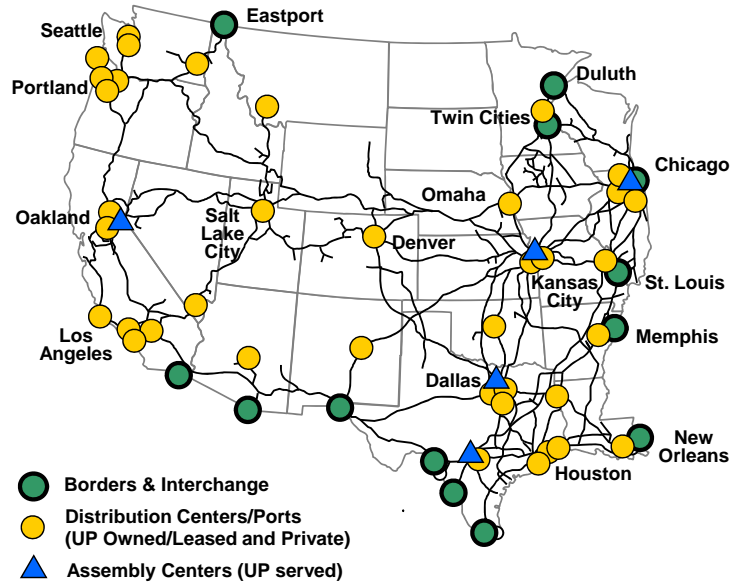 Eastport
Seattle
Duluth
Portland
Twin Cities
Chicago
Omaha
Oakland
Salt
Lake
City
Denver
Kansas
City
St. Louis
Los
Angeles
Memphis
Dallas
New
Orleans
Houston
Borders & Interchange
Distribution Centers/Ports
(UP Owned/Leased and Private)
Assembly Centers (UP served)